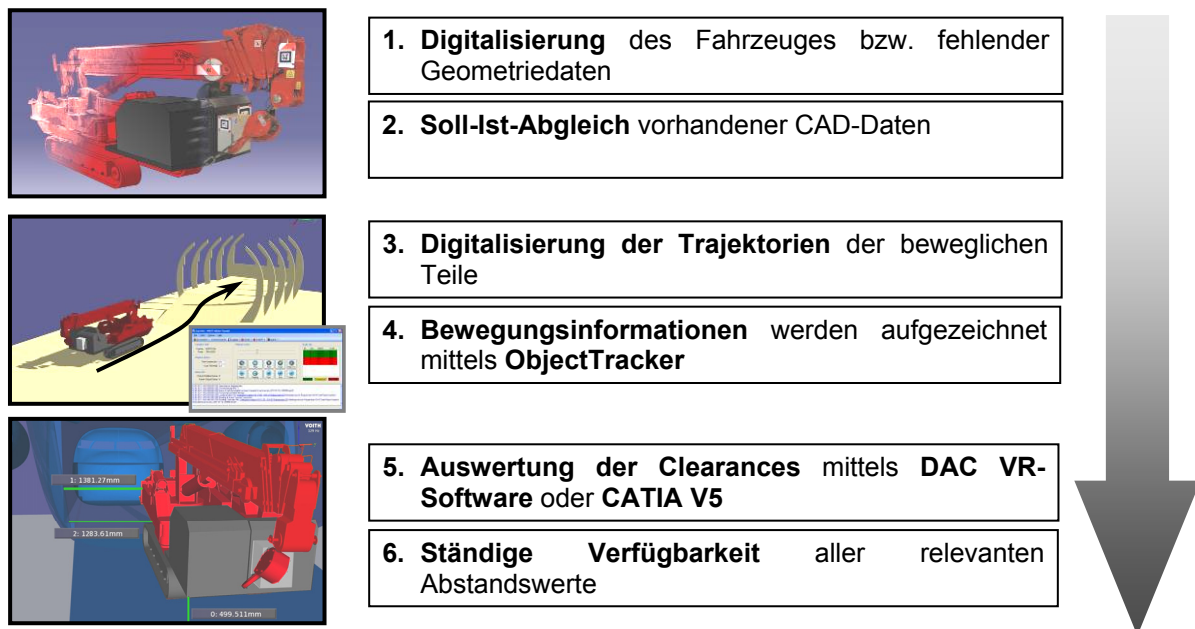 1. Digitalisierung des Fahrzeuges bzw. fehlender
Geometriedaten
2. Soll-Ist-Abgleich vorhandener CAD-Daten
3. Digitalisierung der Trajektorien der beweglichen
Teile
4. Bewegungsinformationen werden aufgezeichnet
mittels ObjectTracker
VOITH
1: 1381.27mm
2: 1283.61mm
0: 499.511mm
5. Auswertung der Clearances mittels DAC VR-
Software oder CATIA V5
6. Ständige Verfügbarkeit aller relevanten
Abstandswerte